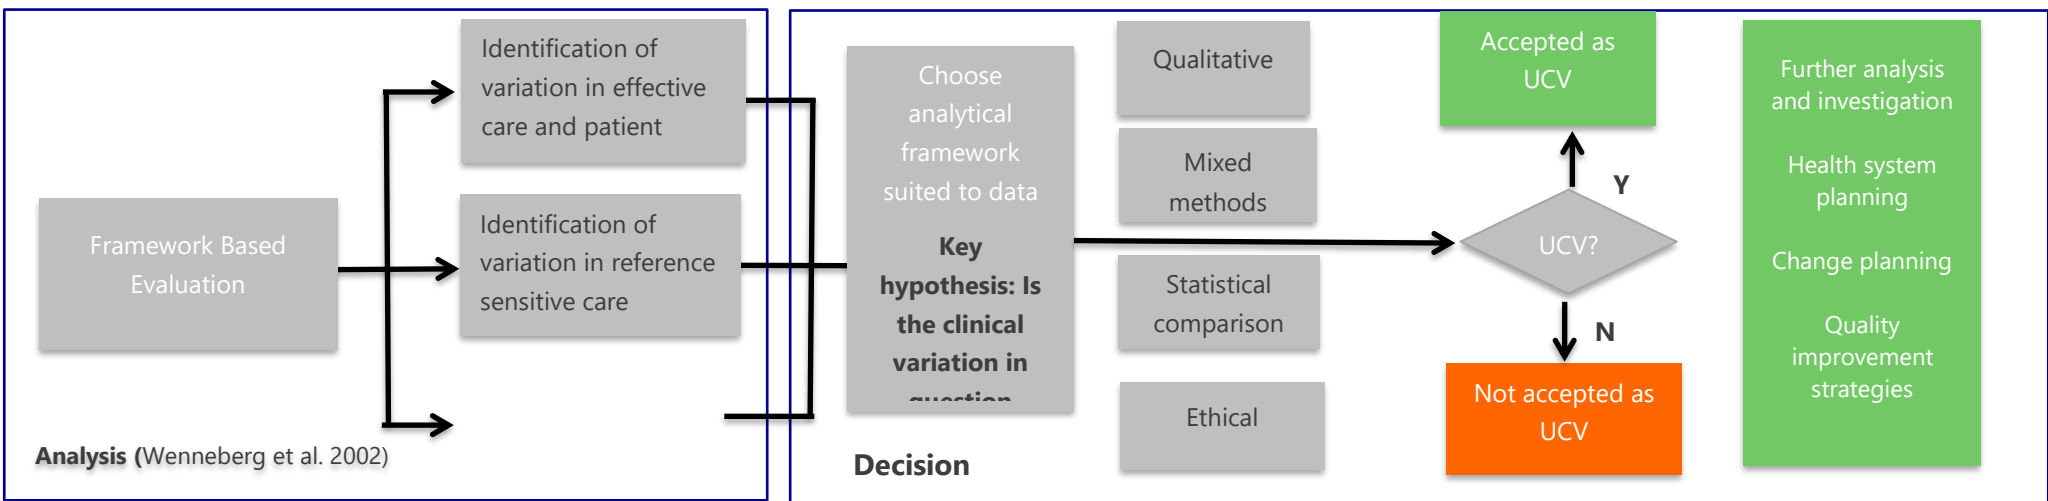 Framework Based
Evaluation
Analysis (Wenneberg et al. 2002)
Identification of
variation in effective
care and patient
Identification of
variation in reference
sensitive care
Choose
analytical
framework
suited to data
Key
hypothesis: Is
the clinical
variation in
question
Decision
Qualitative
Mixed
methods
Statistical
comparison
Ethical
Accepted as
UCV
Y
UCV?
N
Not accepted as
UCV
Further analysis
and investigation
Health system
planning
Change planning
Quality
improvement
strategies